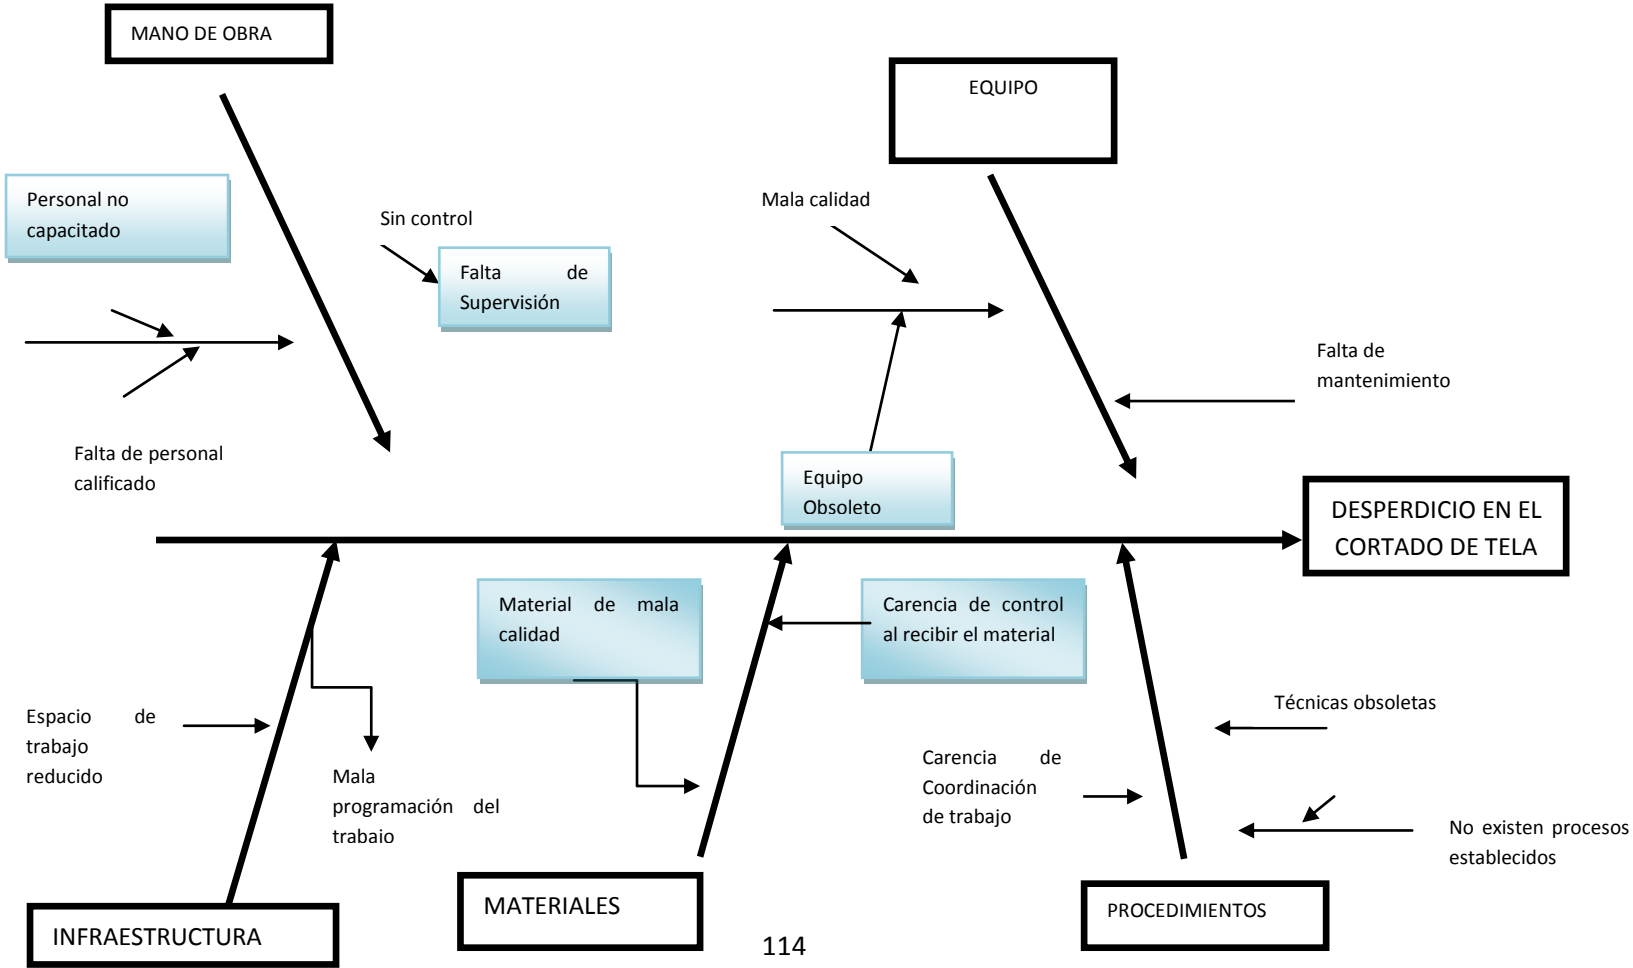 MANO DE OBRA
EQUIPO
Personal no
capacitado
Sin control
Falta de
Supervisión
Mala calidad
Falta de
mantenimiento
Falta de personal
calificado
Equipo
Obsoleto
DESPERDICIO EN EL
CORTADO DE TELA
Material de mala
calidad
Carencia de control
al recibir el material
Espacio de
trabajo
reducido
Mala
programación del
trabajo
Carencia de
Coordinación
de trabajo
Técnicas obsoletas
No existen procesos
establecidos
INFRAESTRUCTURA
MATERIALES
PROCEDIMIENTOS
114